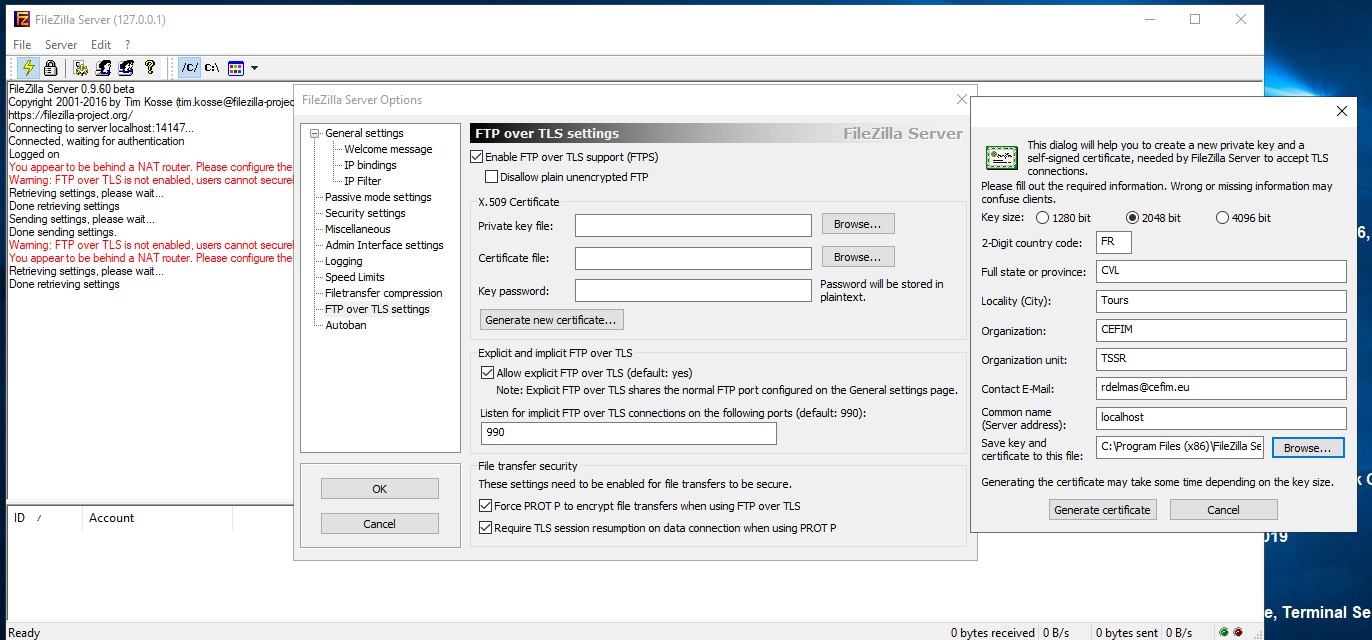 FileZilla Server (127.0.0.1)
File Server Edit ?
/C/ C:\
FileZilla Server 0.9.60 beta
Copyright 2001-2016 by Tim Kosse (tim.kosse@filezilla-projec
https://filezilla-project.org/
Connecting to server localhost:14147...
Connected, waiting for authentication
Logged on
You appear to be behind a NAT router. Please configure the
Warning: FTP over TLS is not enabled, users cannot securel
Retrieving settings, please wait...
Done retrieving settings
Sending settings, please wait...
Done sending settings.
Warning: FTP over TLS is not enabled, users cannot securel
You appear to be behind a NAT router. Please configure the
Retrieving settings, please wait...
Done retrieving settings
ID / Account
Ready
0 bytes received 0 B/s 0 bytes sent 0 B/s
FileZilla Server Options
General settings
Welcome message
IP bindings
IP Filter
Passive mode settings
Security settings
Miscellaneous
Admin Interface settings
Logging
Speed Limits
Filetransfer compression
FTP over TLS settings
Autoban
OK
Cancel
FTP over TLS settings FileZilla Server
Enable FTP over TLS support (FTPS)
Disallow plain unencrypted FTP
X.509 Certificate
Private key file: Browse...
Certificate file: Browse...
Key password: Password will be stored in
plaintext.
Generate new certificate...
Explicit and implicit FTP over TLS
Allow explicit FTP over TLS (default: yes)
Note: Explicit FTP over TLS shares the normal FTP port configured on the General settings page.
Listen for implicit FTP over TLS connections on the following ports (default: 990):
990
File transfer security
These settings need to be enabled for file transfers to be secure.
Force PROT P to encrypt file transfers when using FTP over TLS
Require TLS session resumption on data connection when using PROT P
This dialog will help you to create a new private key and a
self-signed certificate, needed by FileZilla Server to accept TLS
connections.
Please fill out the required information. Wrong or missing information may
confuse clients.
Key size: 1280 bit 2048 bit 4096 bit
2-Digit country code: FR
Full state or province: CVL
Locality (City): Tours
Organization: CEFIM
Organization unit: TSSR
Contact E-Mail: rdelmas@cefim.eu
Common name
(Server address): localhost
Save key and
certificate to this file: C:\Program Files (x86)\FileZilla Se Browse...
Generating the certificate may take some time depending on the key size.
Generate certificate Cancel
6,
019
e, Terminal Se